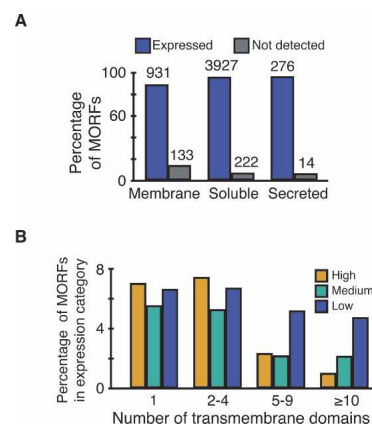 A
Expressed
Not detected
931
3927
276
100
60
0
133
222
14
Percentage
of MORFs
Membrane
Soluble
Secreted
B
8
4
0
High
Medium
Low
Percentage of MORFs
in expression category
1
2-4
5-9
≥10
Number of transmembrane domains